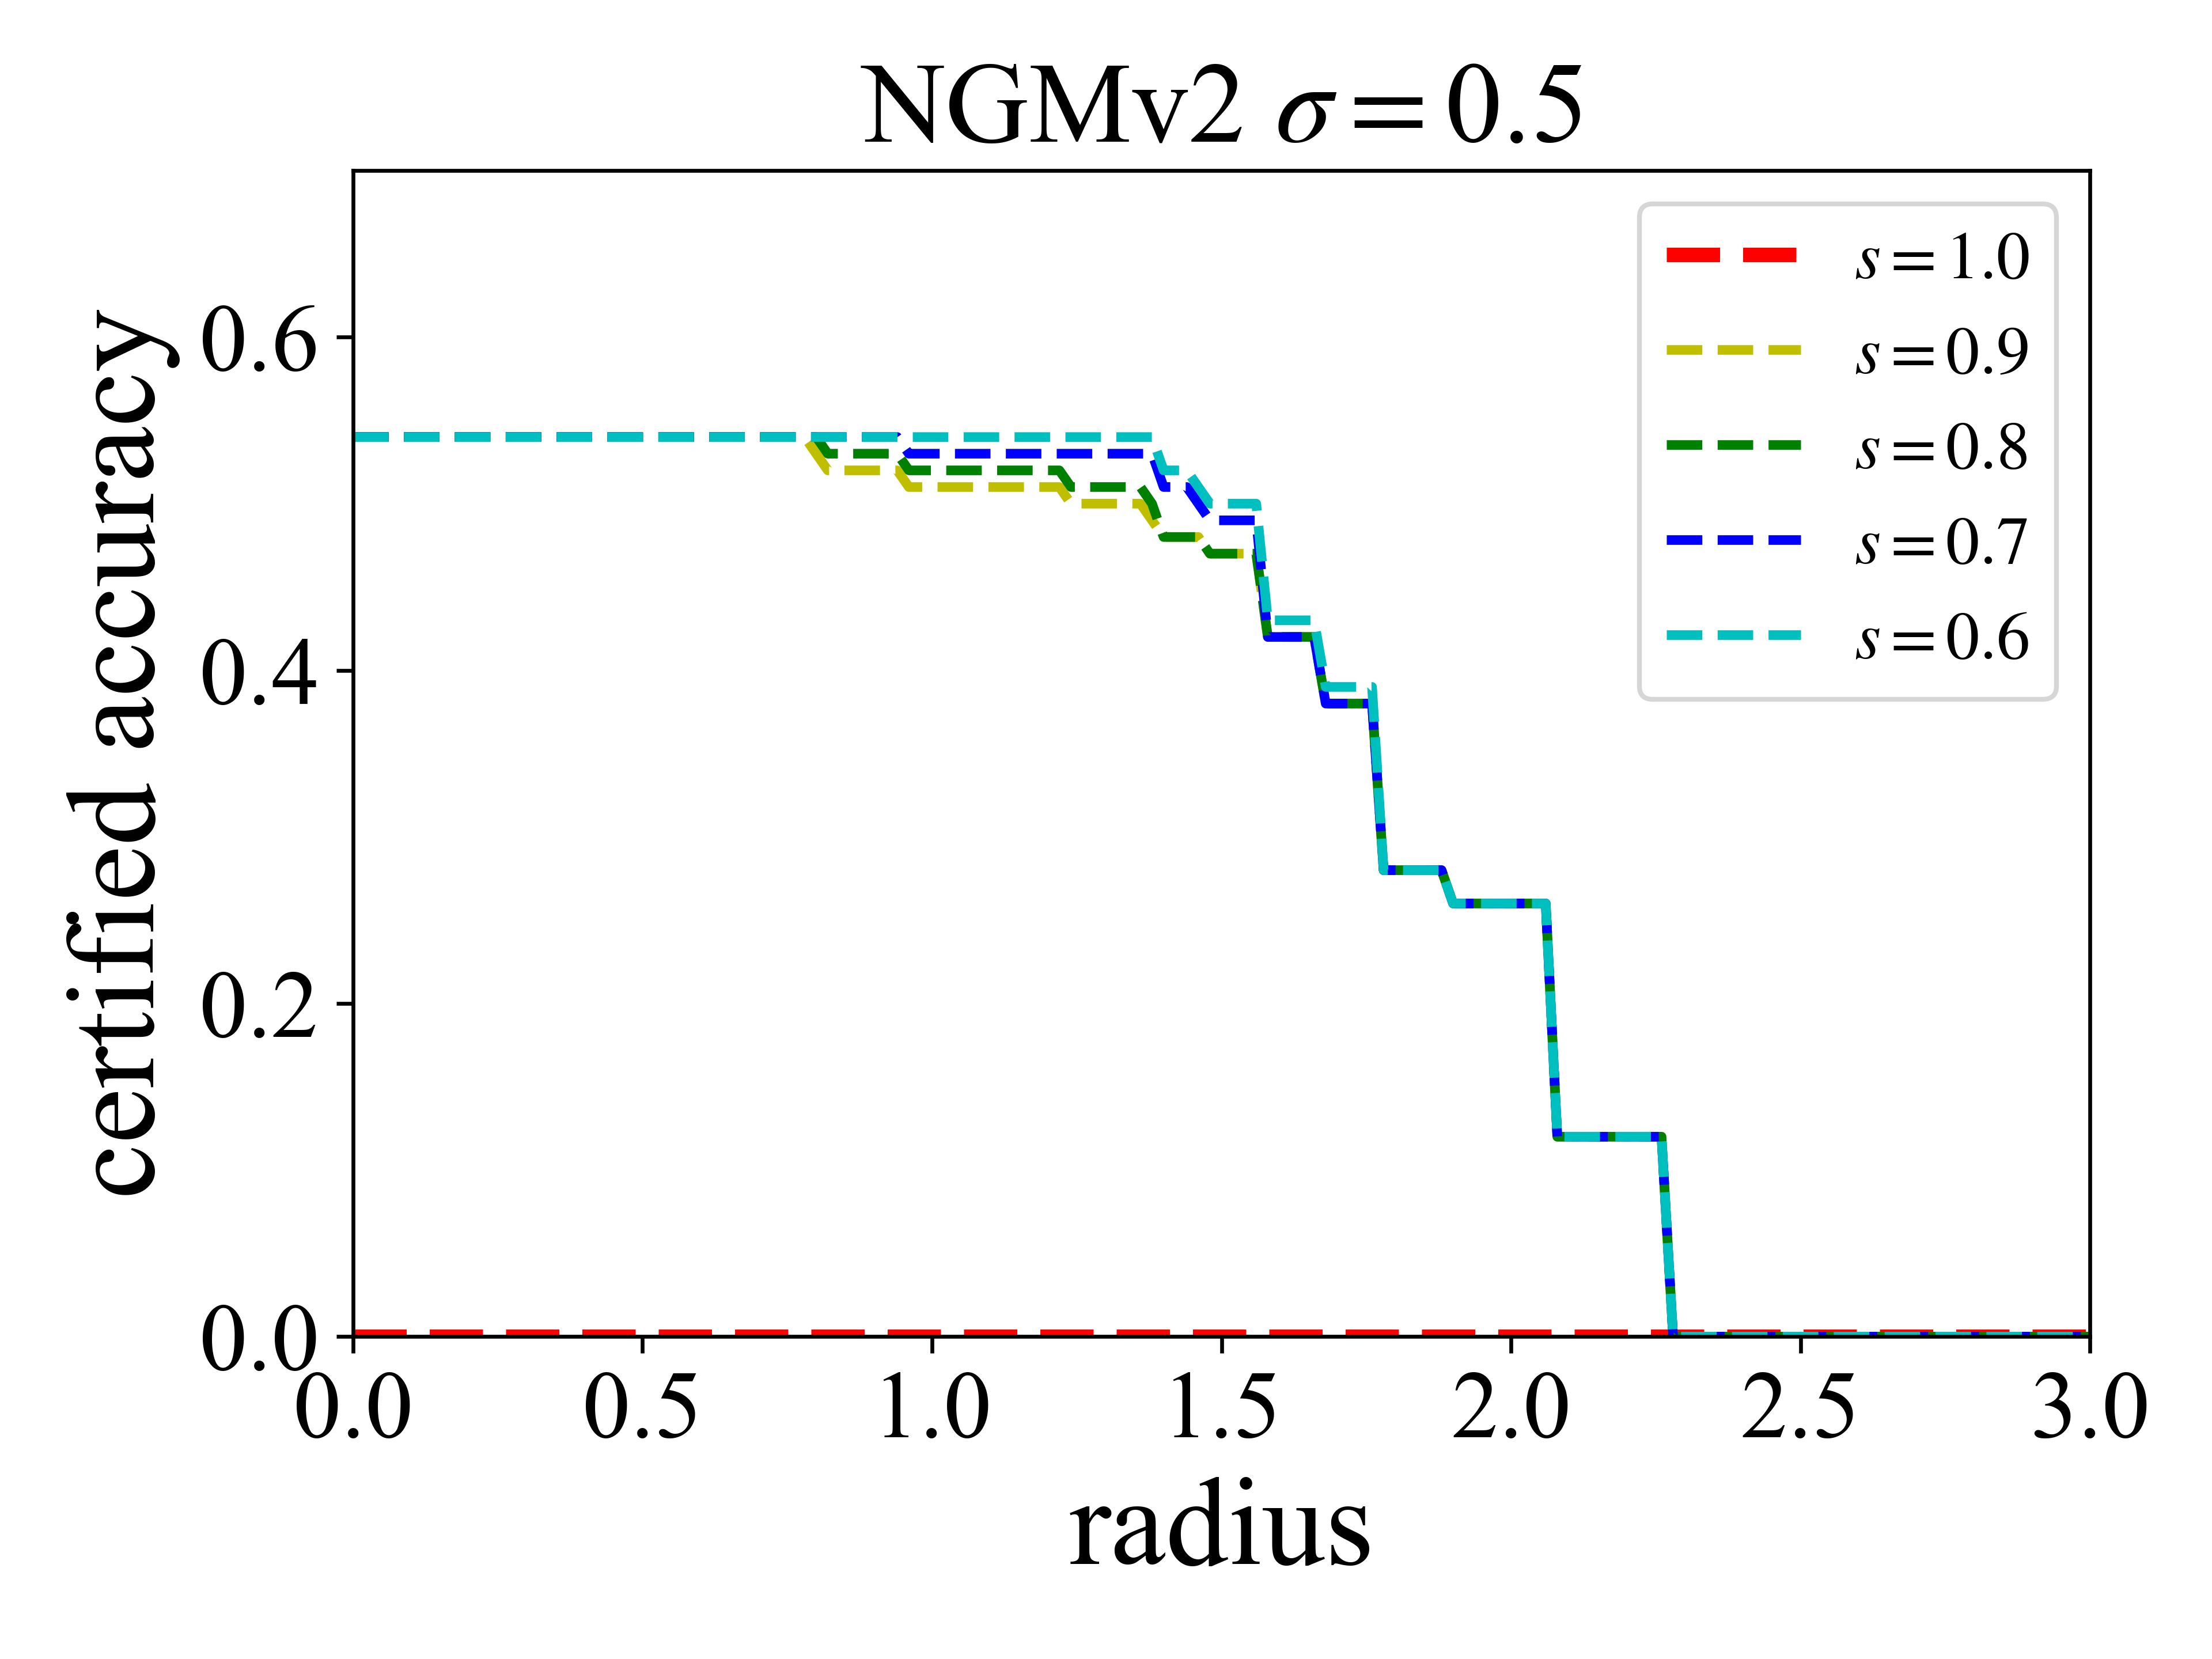 NGMv2 σ = 0.5
certified accuracy
0.6
0.4
0.2
0.0
s = 1.0
s = 0.9
s = 0.8
s = 0.7
s = 0.6
0.0 0.5 1.0 1.5 2.0 2.5 3.0
radius